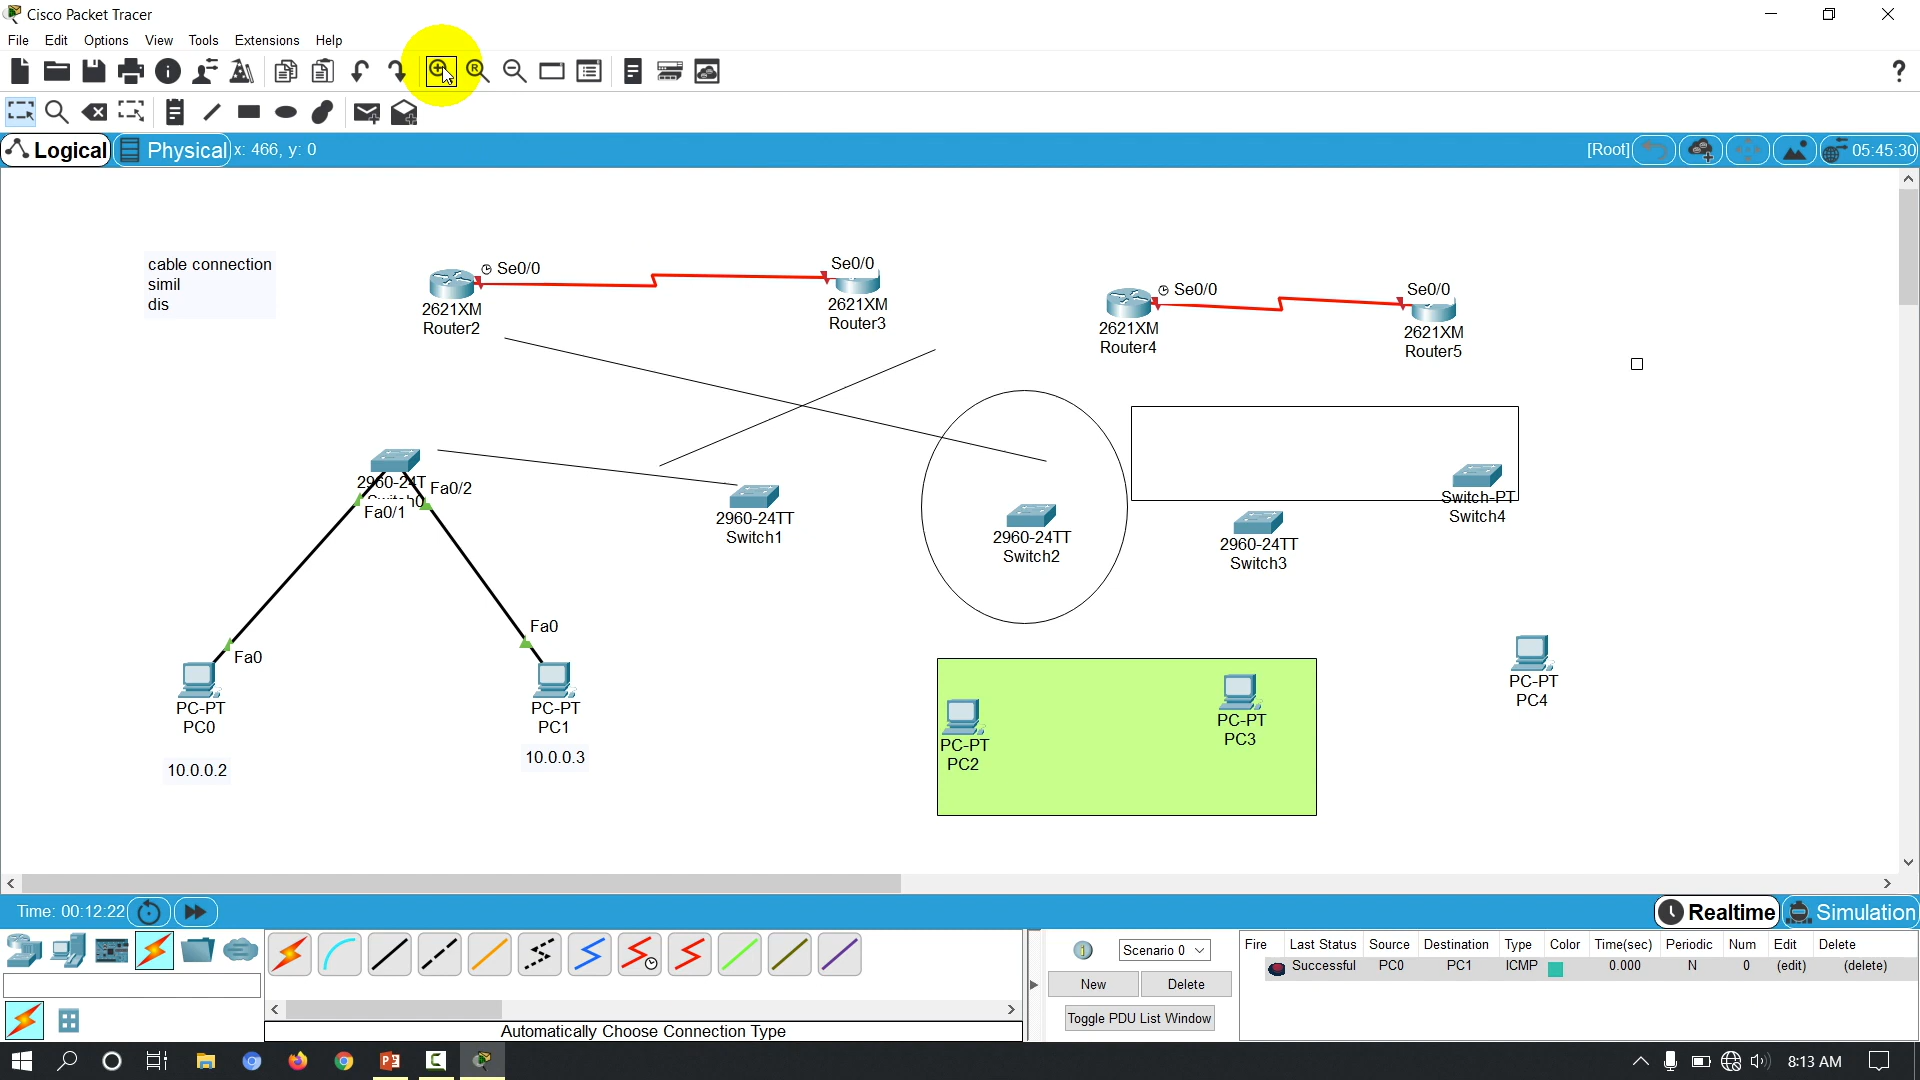 Cisco Packet Tracer
File Edit Options View Tools Extensions Help
Logical Physical x: 466, y: 0 [Root] 05:45:30
cable connection
simil
dis
Se0/0
2621XM
Router2
Se0/0
2621XM
Router3
Se0/0
2621XM
Router4
Se0/0
2621XM
Router5
2960-24T
Switch0
Fa0/2
Fa0/1
2960-24TT
Switch1
2960-24TT
Switch2
2960-24TT
Switch3
Switch-PT
Switch4
Fa0
Fa0
PC-PT
PC0
10.0.0.2
PC-PT
PC1
10.0.0.3
PC-PT
PC2
PC-PT
PC3
PC-PT
PC4
Time: 00:12:22 Realtime Simulation
Scenario 0
New Delete
Toggle PDU List Window
Fire Last Status Source Destination Type Color Time(sec) Periodic Num Edit Delete
Successful PC0 PC1 ICMP 0.000 N 0 (edit) (delete)
Automatically Choose Connection Type
8:13 AM